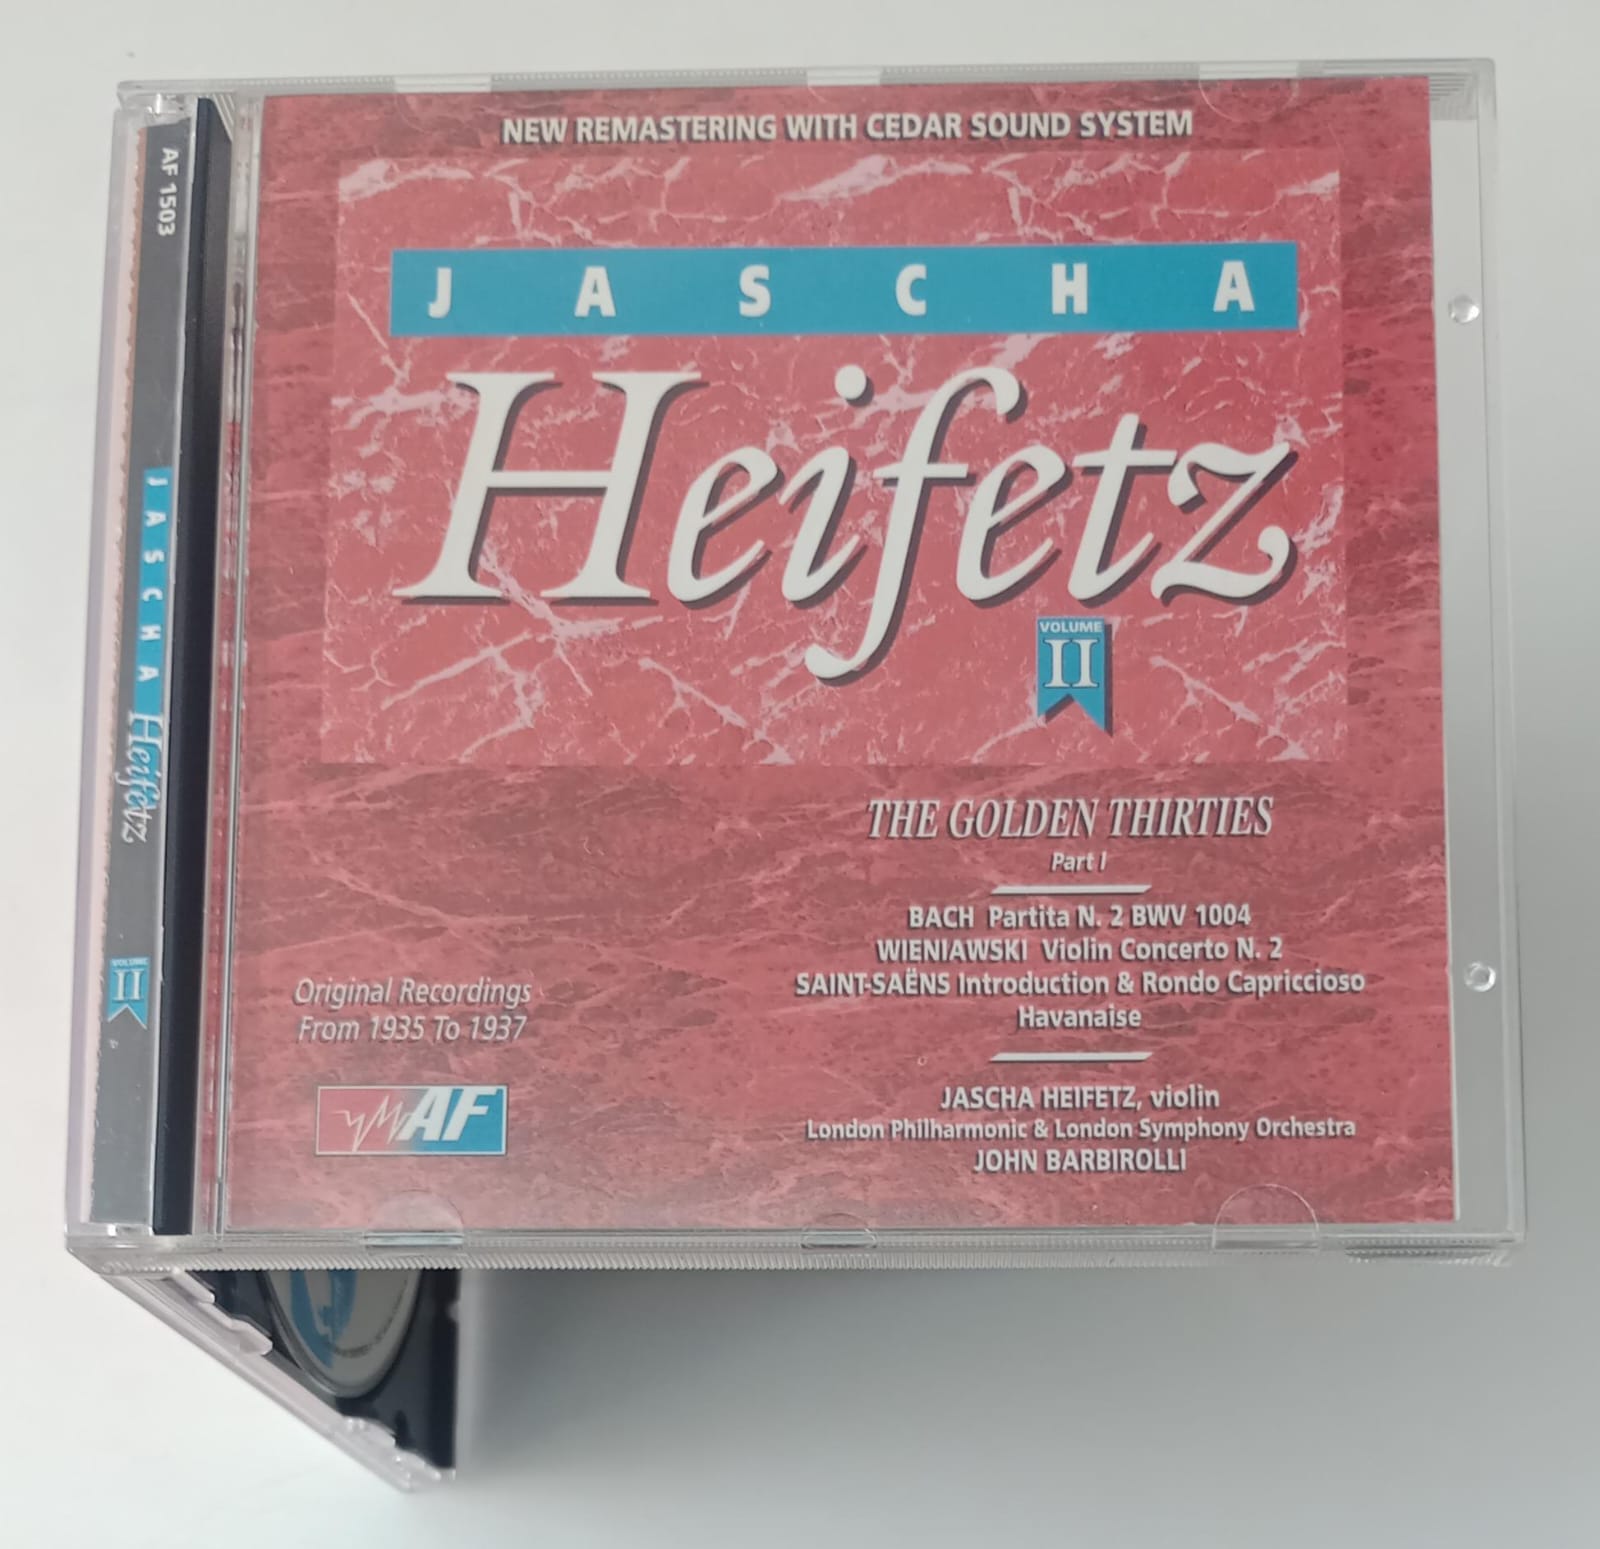 NEW REMASTERING WITH CEDAR SOUND SYSTEM
JASCHA
Heifetz
VOLUME
II
THE GOLDEN THIRTIES
Part I
BACH Partita N. 2 BWV 1004
WIENIAWSKI Violin Concerto N. 2
SAINT-SAËNS Introduction & Rondo Capriccioso
Havanaise
Original Recordings
From 1935 To 1937
AF
JASCHA HEIFETZ, violin
London Philharmonic & London Symphony Orchestra
JOHN BARBIROLLI
AF 1503
JASCHA Heifetz
VOLUME
II